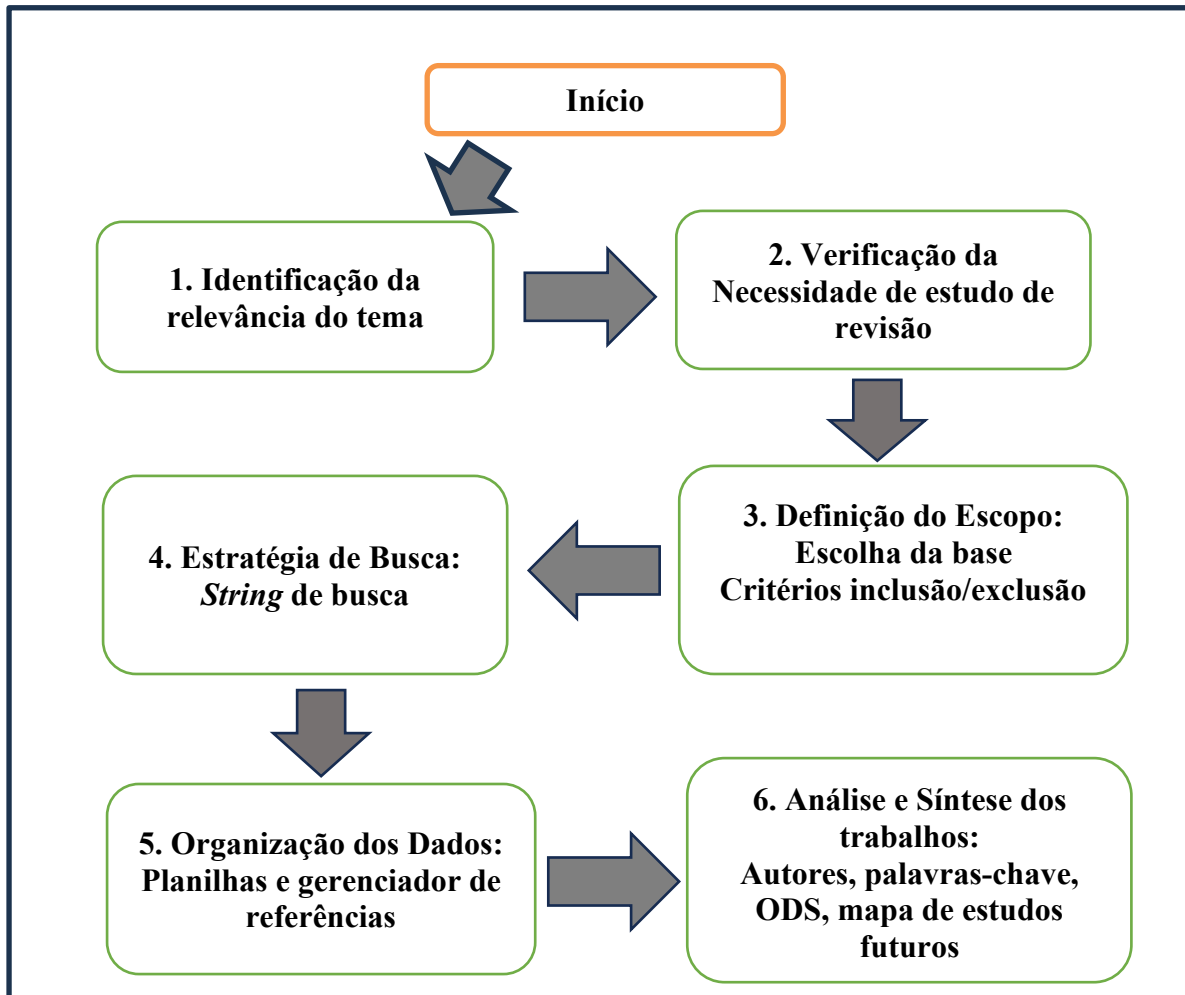 Início
1. Identificação da
relevância do tema
2. Verificação da
Necessidade de estudo de
revisão
3. Definição do Escopo:
Escolha da base
Critérios inclusão/exclusão
4. Estratégia de Busca:
String de busca
5. Organização dos Dados:
Planilhas e gerenciador de
referências
6. Análise e Síntese dos
trabalhos:
Autores, palavras-chave,
ODS, mapa de estudos
futuros